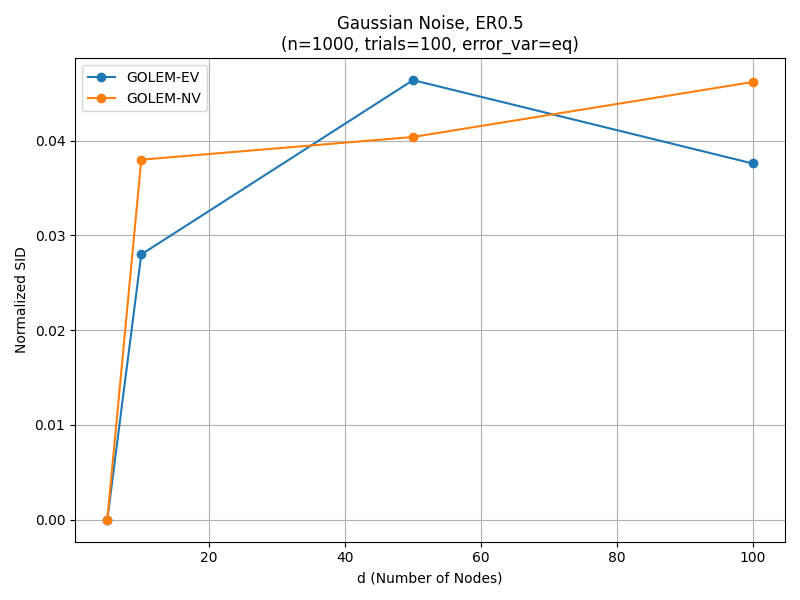 Gaussian Noise, ER0.5
(n=1000, trials=100, error_var=eq)
GOLEM-EV
GOLEM-NV
Normalized SID
0.04
0.03
0.02
0.01
0.00
20
40
60
80
100
d (Number of Nodes)